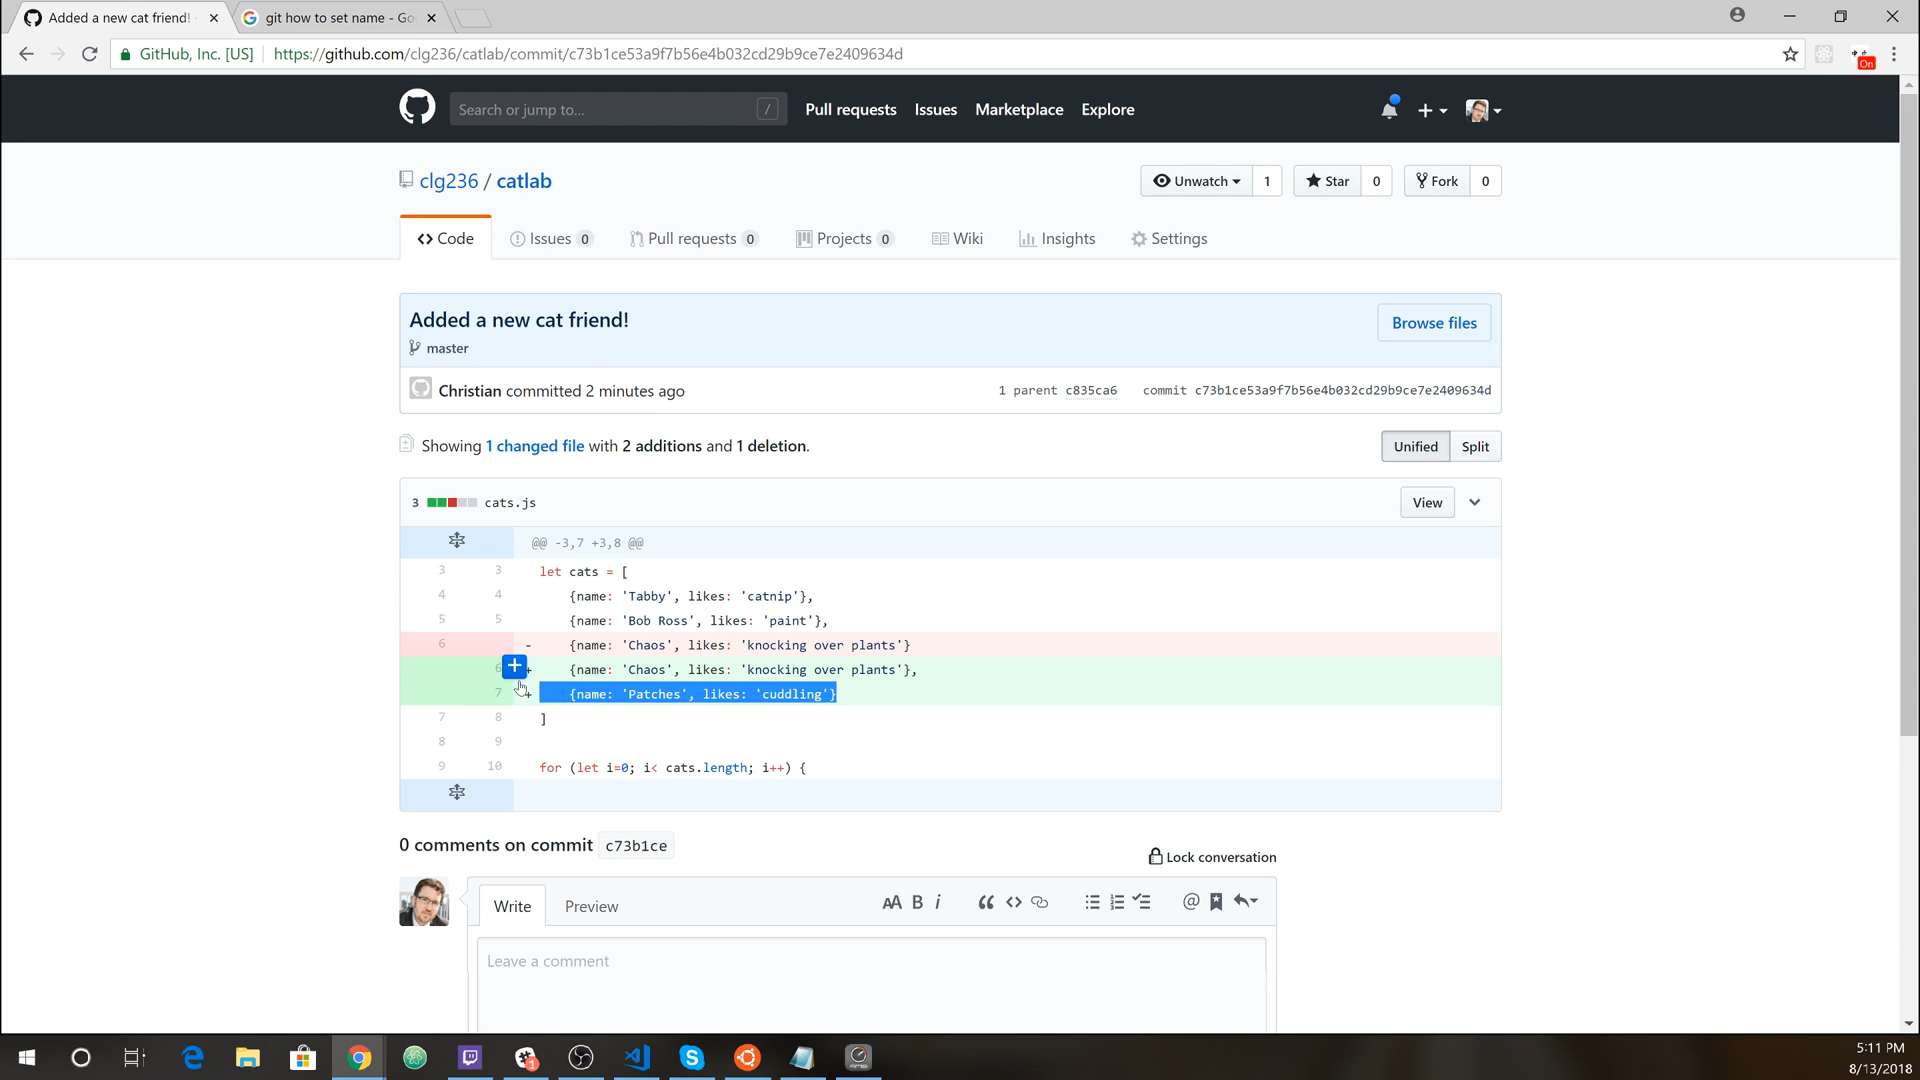 Added a new cat friend!
git how to set name - Go
GitHub, Inc. [US] https://github.com/clg236/catlab/commit/c73b1ce53a9f7b56e4b032cd29b9ce7e2409634d
On
Search or jump to... / Pull requests Issues Marketplace Explore
clg236 / catlab
Unwatch 1 Star 0 Fork 0
Code Issues 0 Pull requests 0 Projects 0 Wiki Insights Settings
Added a new cat friend!
Browse files
master
Christian committed 2 minutes ago
1 parent c835ca6 commit c73b1ce53a9f7b56e4b032cd29b9ce7e2409634d
Showing 1 changed file with 2 additions and 1 deletion.
Unified Split
3 cats.js View
@@ -3,7 +3,8 @@
3 3 let cats = [
4 4 {name: 'Tabby', likes: 'catnip'},
5 5 {name: 'Bob Ross', likes: 'paint'},
6 - {name: 'Chaos', likes: 'knocking over plants'}
6 + {name: 'Chaos', likes: 'knocking over plants'},
7 + {name: 'Patches', likes: 'cuddling'}
7 8 ]
8 9
9 10 for (let i=0; i< cats.length; i++) {
0 comments on commit c73b1ce
Lock conversation
Write Preview
AA B i
Leave a comment
1
5:11 PM
8/13/2018